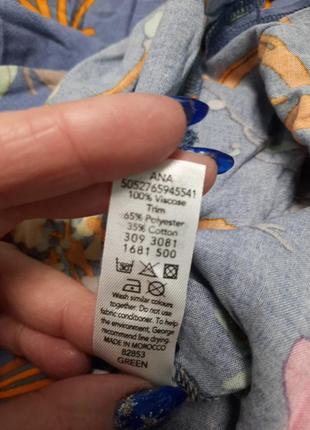 ANA
5052765945541
100% Viscose
Trim
65% Polyester
35% Cotton
309 3081
1681 500
Wash similar colours
together. Do not use
fabric conditioner. To help
the environment, George
recommend line drying.
MADE IN MOROCCO
82853
GREEN